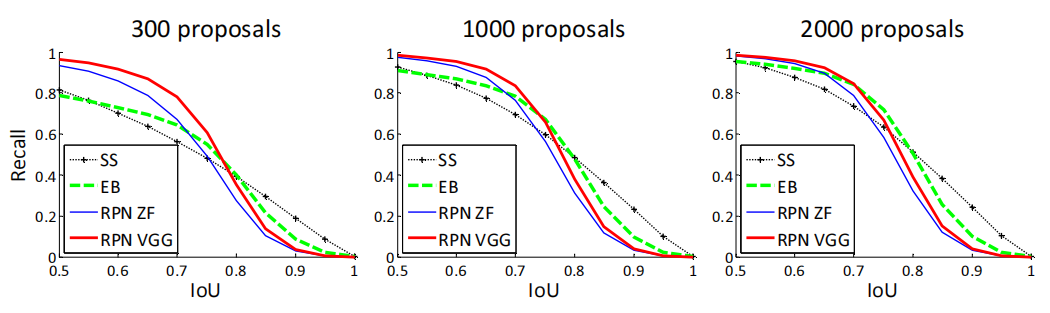 300 proposals
1
0.8
0.6
0.4
0.2
0
Recall
SS
EB
RPN ZF
RPN VGG
0.5 0.6 0.7 0.8 0.9 1
IoU
1000 proposals
1
0.8
0.6
0.4
0.2
0
SS
EB
RPN ZF
RPN VGG
0.5 0.6 0.7 0.8 0.9 1
IoU
2000 proposals
1
0.8
0.6
0.4
0.2
0
SS
EB
RPN ZF
RPN VGG
0.5 0.6 0.7 0.8 0.9 1
IoU